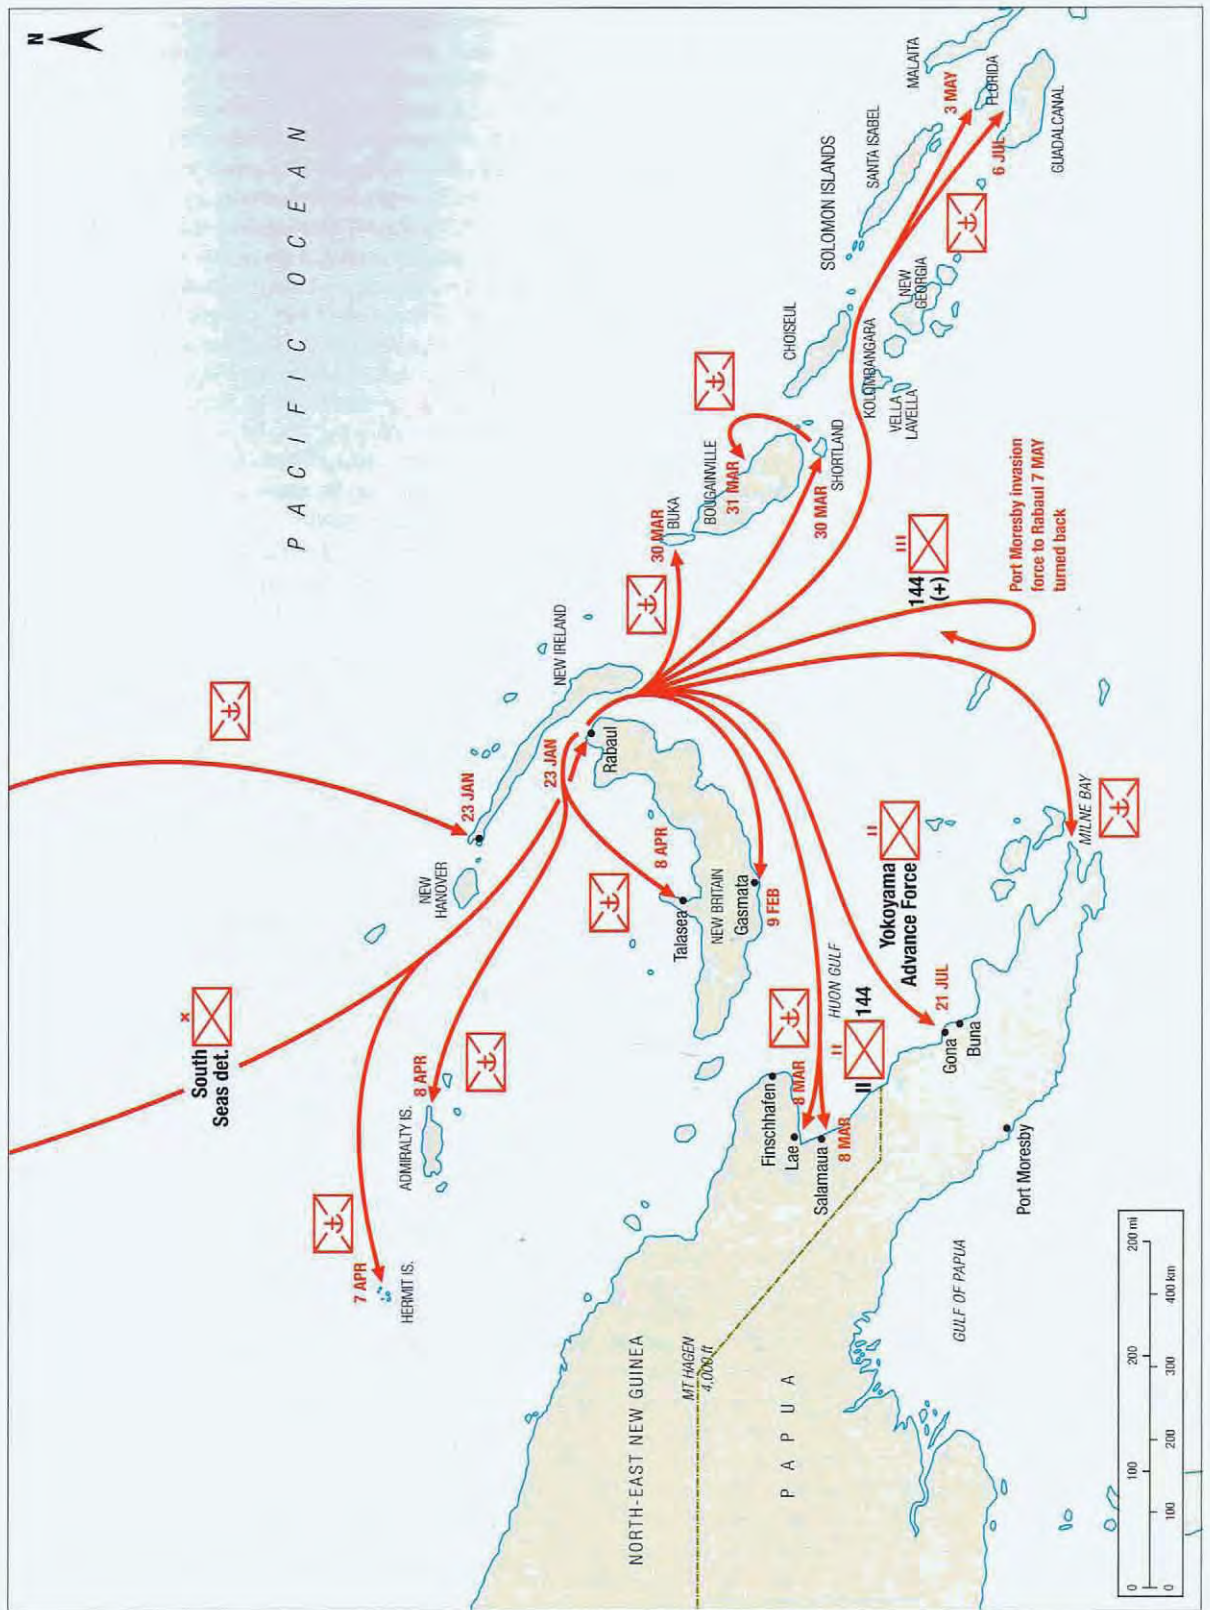 N
PACIFIC OCEAN
South
Seas det.
7 APR
HERMIT IS.
ADMIRALTY IS.
8 APR
NEW
HANOVER
23 JAN
NEW IRELAND
23 JAN
Rabaul
8 APR
Talasea
NEW BRITAIN
Gasmata
9 FEB
30 MAR
BUKA
BOUGAINVILLE
31 MAR
30 MAR
SHORTLAND
CHOISEUL
SOLOMON ISLANDS
SANTA ISABEL
MALAITA
3 MAY
FLORIDA
6 JUL
GUADALCANAL
KOLOMBANGARA
VELLA
LAVELLA
NEW
GEORGIA
144
(+)
III
Port Moresby invasion
force to Rabaul 7 MAY
turned back
Finschhafen
Lae
8 MAR
Salamaua
8 MAR
HUON GULF
II
II
144
Yokoyama
Advance Force
II
21 JUL
Gona
Buna
MILNE BAY
Port Moresby
NORTH-EAST NEW GUINEA
MT HAGEN
4,000 ft
PAPUA
GULF OF PAPUA
0 100 200 200 mi
0 100 200 300 400 km